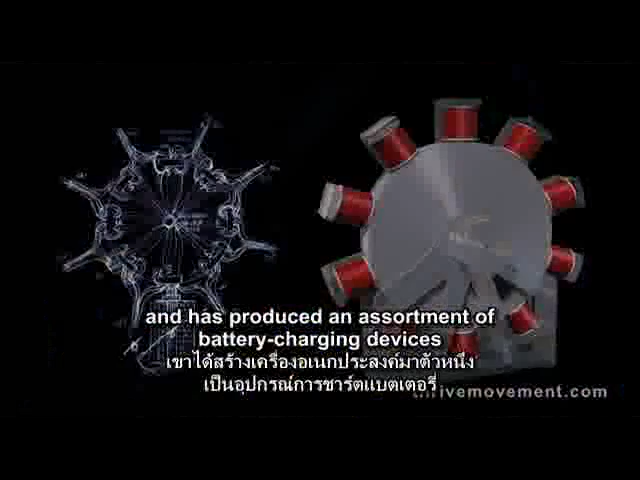 and has produced an assortment of
battery-charging devices
เขาได้สร้างเครื่องอเนกประสงค์มาตัวหนึ่ง
เป็นอุปกรณ์การชาร์ตแบตเตอรี่
thrivemovement.com